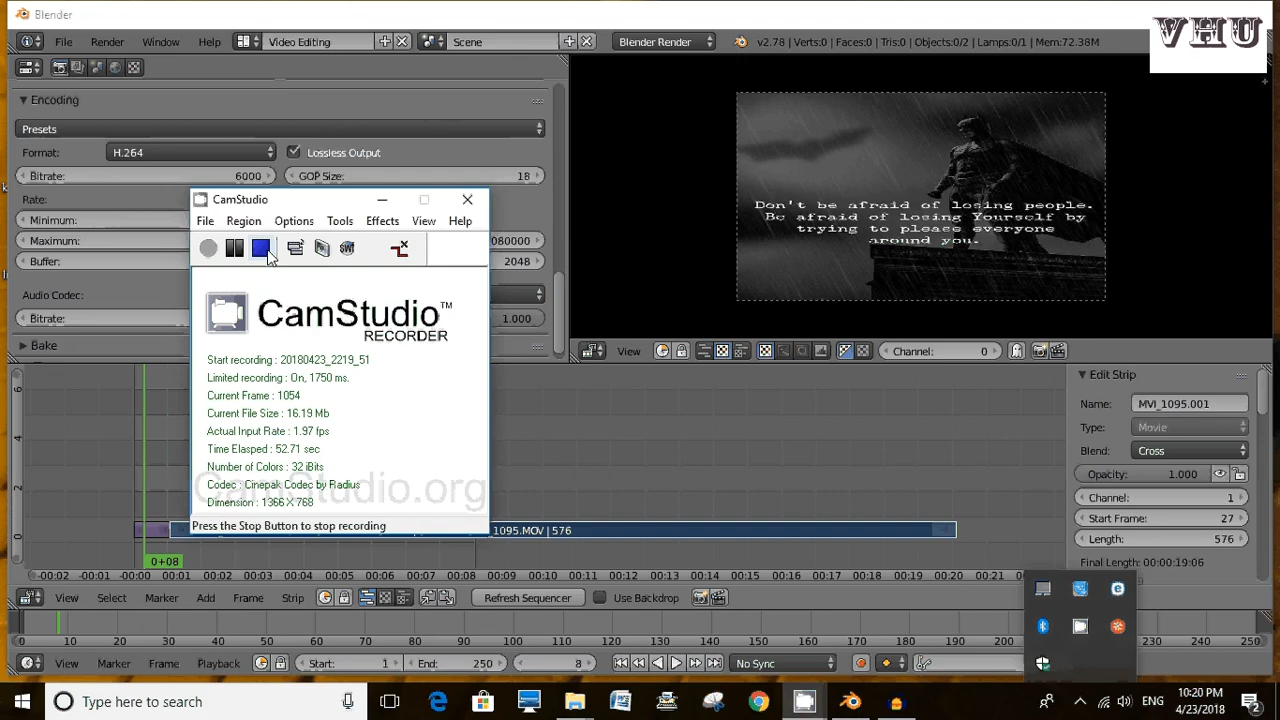 Blender
VHU
File Render Window Help Video Editing Scene Blender Render v2.78 | Verts:0 | Faces:0 | Tris:0 | Objects:0/2 | Lamps:0/1 | Mem:72.38M
Encoding
Presets
Format: H.264 Lossless Output
Bitrate: 6000 GOP Size: 18
Rate:
Minimum:
Maximum: 080000
Buffer: 2048
Audio Codec:
Bitrate: 1.000
Bake
CamStudio
File Region Options Tools Effects View Help
CamStudio™
RECORDER
Start recording : 20180423_2219_51
Limited recording : On, 1750 ms.
Current Frame : 1054
Current File Size : 16.19 Mb
Actual Input Rate : 1.97 fps
Time Elasped : 52.71 sec
Number of Colors : 32 iBits
Codec : Cinepak Codec by Radius
Dimension : 1366 X 768
CamStudio.org
Press the Stop Button to stop recording
Don't be afraid of losing people.
Be afraid of losing Yourself by
trying to please everyone
around you.
View Channel: 0
Edit Strip
Name: MVI_1095.001
Type: Movie
Blend: Cross
Opacity: 1.000
Channel: 1
Start Frame: 27
Length: 576
Final Length: 00:00:19:06
6
4
2
0
_1095.MOV | 576
0+08
-00:02 -00:01 -00:00 00:01 00:02 00:03 00:04 00:05 00:06 00:07 00:08 00:09 00:10 00:11 00:12 00:13 00:14 00:15 00:16 00:17 00:18 00:19 00:20 00:21
View Select Marker Add Frame Strip Refresh Sequencer Use Backdrop
0 10 20 30 40 50 60 70 80 90 100 110 120 130 140 150 160 170 180 190 200 230 240 250
View Marker Frame Playback Start: 1 End: 250 8 No Sync
Type here to search
ENG
10:20 PM
4/23/2018
2